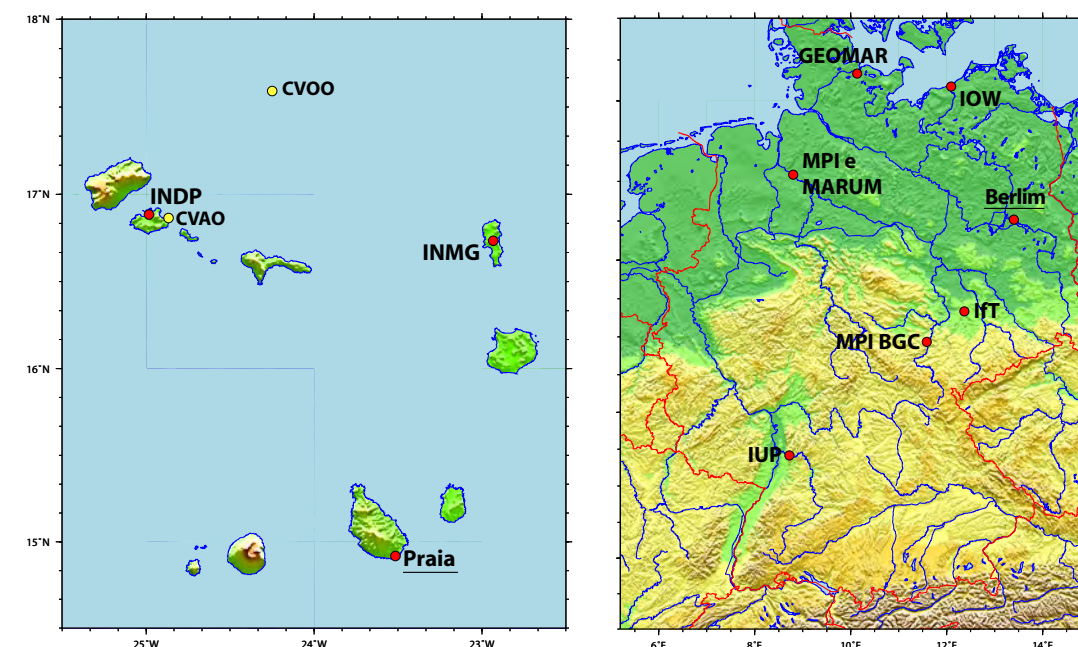 18°N
CVOO
17°N
INDP
CVAO
INMG
16°N
15°N
Praia
25°W
24°W
23°W
GEOMAR
IOW
MPI e
MARUM
Berlim
IfT
MPI BGC
IUP
6°E
8°E
10°E
12°E
14°E